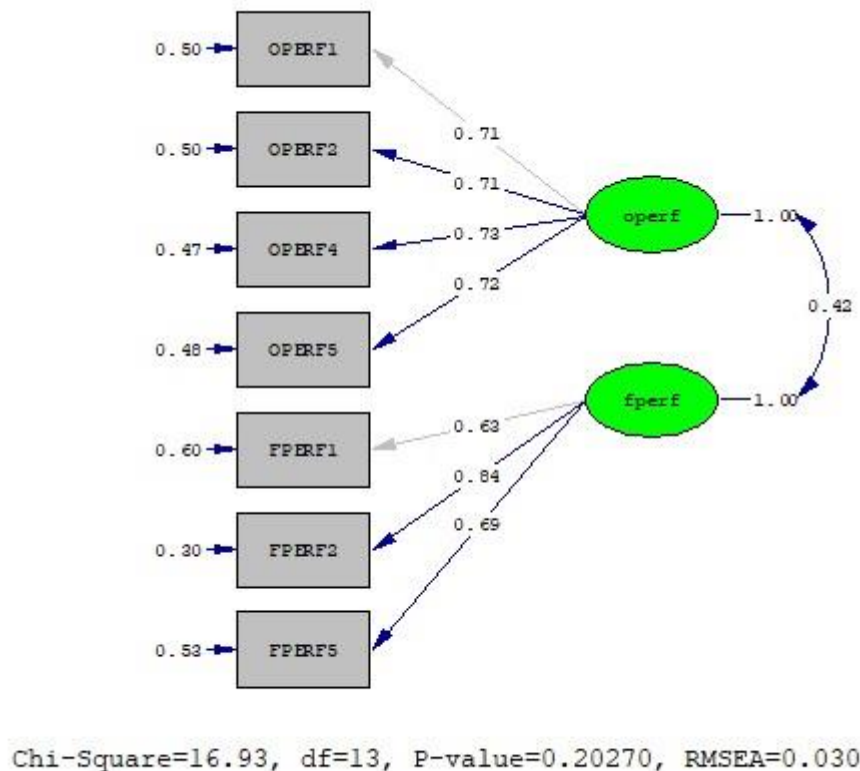 0.50 OPERF1
0.71
0.50 OPERF2
0.71
operf 1.00
0.47 OPERF4
0.73
0.72
0.42
0.48 OPERF5
fperf 1.00
0.60 FPERF1
0.63
0.84
0.69
0.30 FPERF2
0.53 FPERF5
Chi-Square=16.93, df=13, P-value=0.20270, RMSEA=0.030